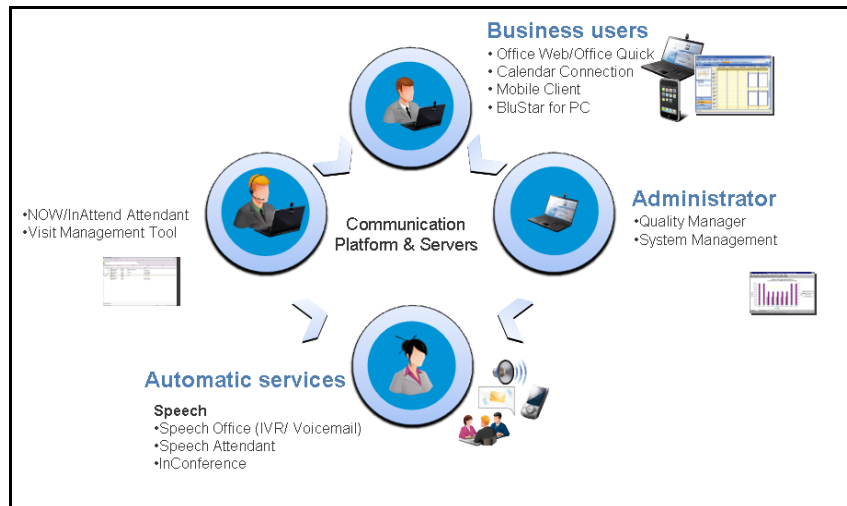 Business users
• Office Web/Office Quick
• Calendar Connection
• Mobile Client
• BluStar for PC
•NOW/InAttend Attendant
•Visit Management Tool
Communication
Platform & Servers
Administrator
•Quality Manager
•System Management
Automatic services
Speech
•Speech Office (IVR/ Voicemail)
•Speech Attendant
•InConference